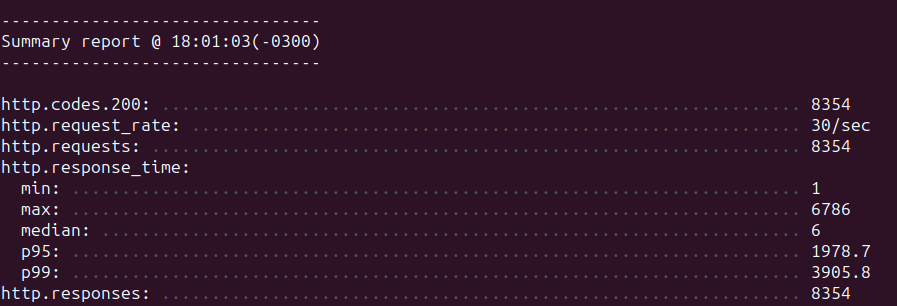 --------------------------------
Summary report @ 18:01:03(-0300)
--------------------------------
http.codes.200: ................................................................ 8354
http.request_rate: ............................................................. 30/sec
http.requests: ................................................................. 8354
http.response_time:
  min: ......................................................................... 1
  max: ......................................................................... 6786
  median: ...................................................................... 6
  p95: ......................................................................... 1978.7
  p99: ......................................................................... 3905.8
http.responses: ................................................................ 8354